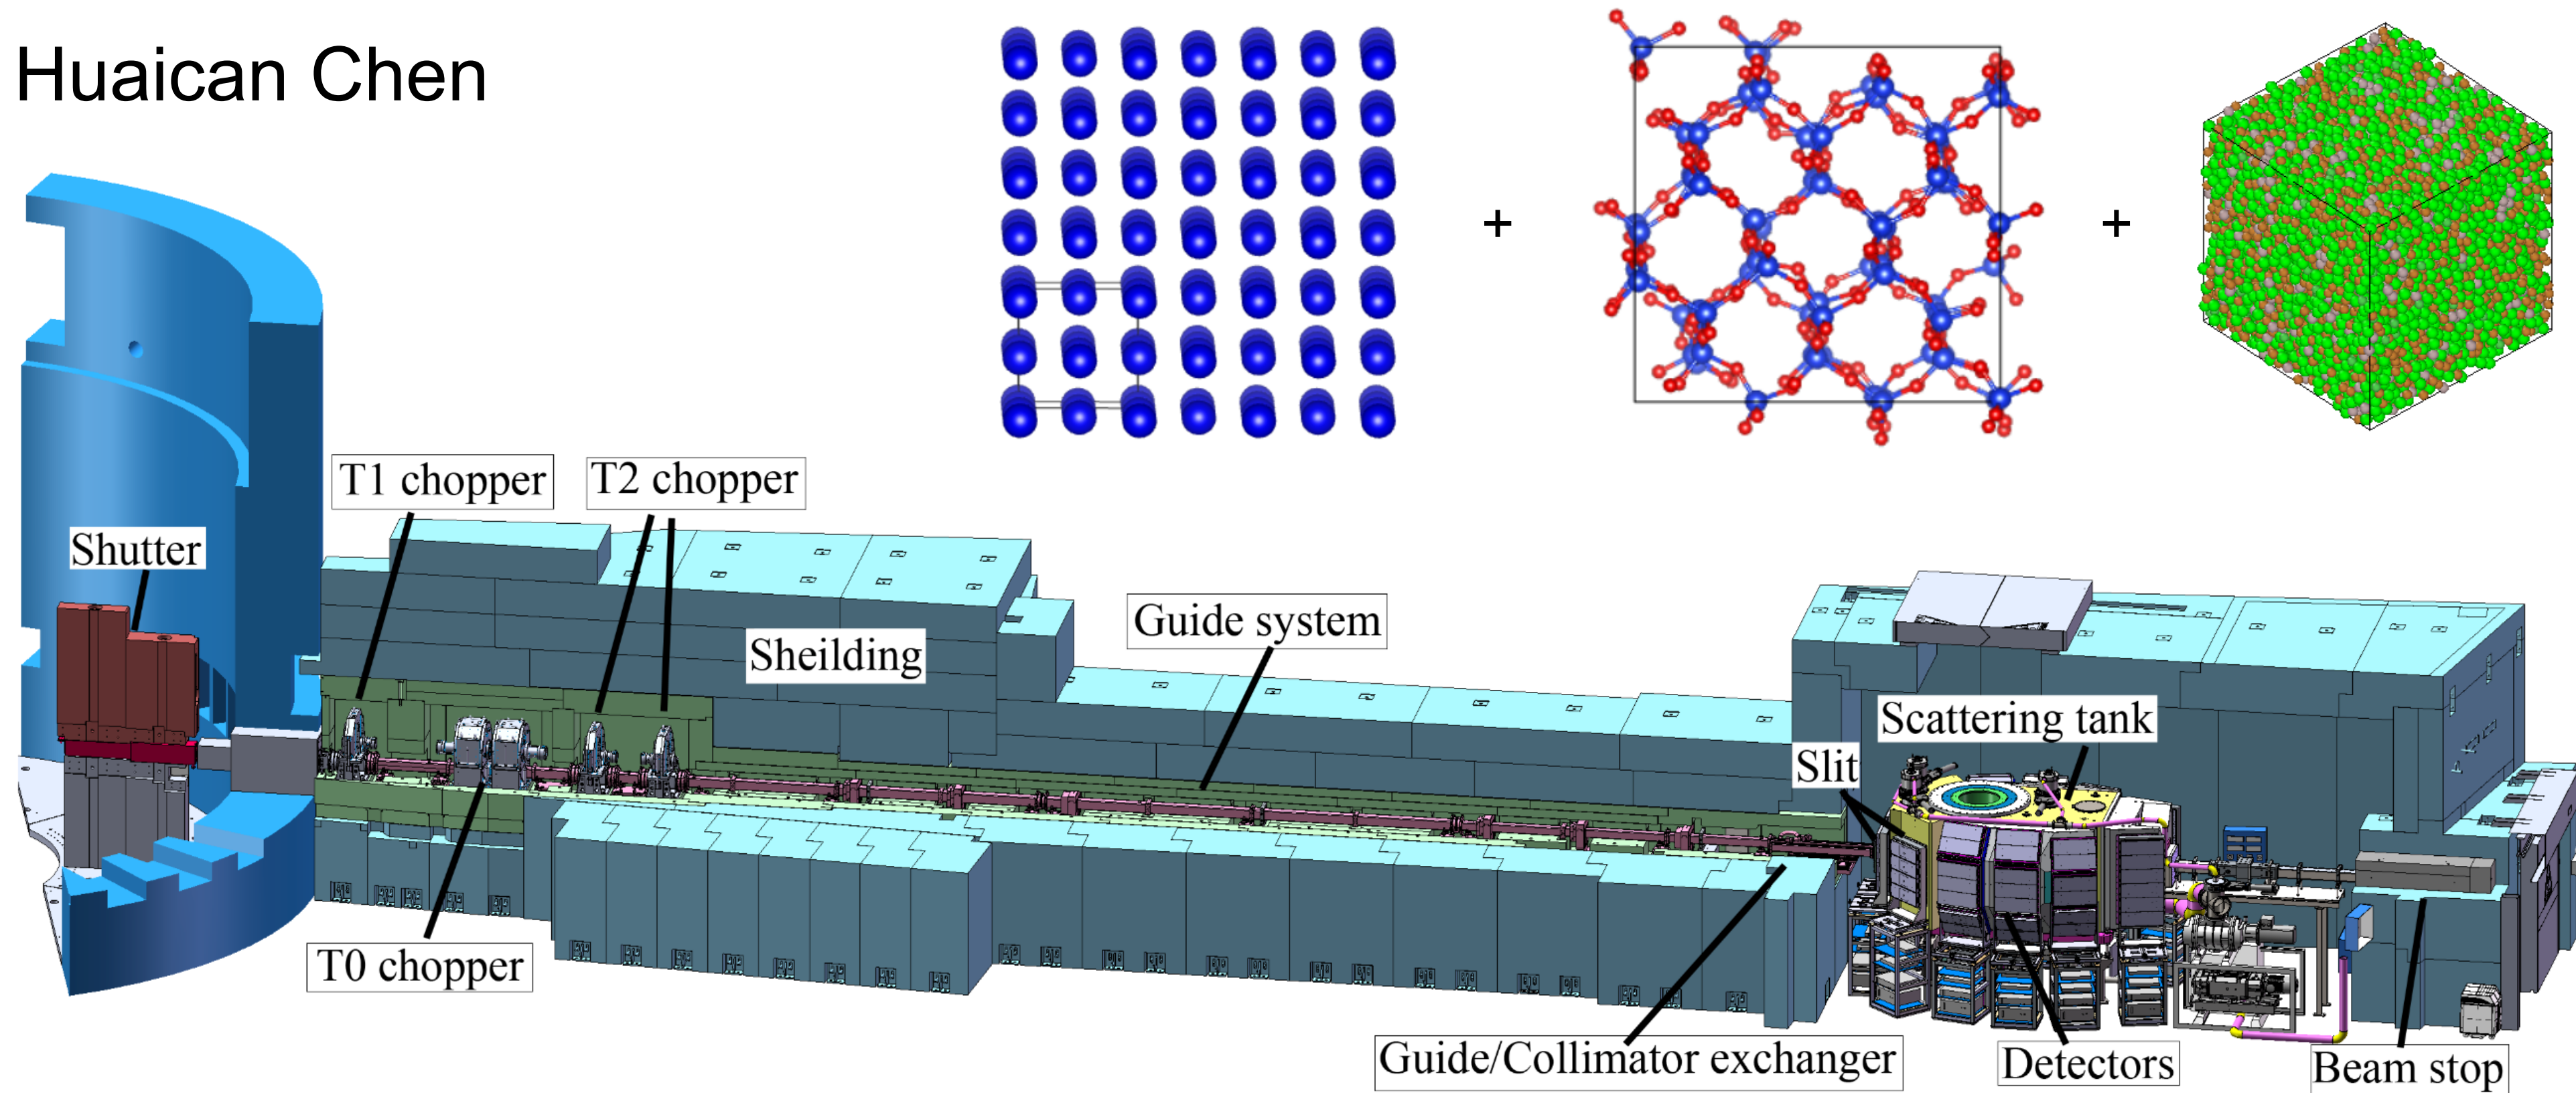 Huaican Chen
+
+
T1 chopper
T2 chopper
Shutter
Guide system
Sheilding
Scattering tank
Slit
T0 chopper
Guide/Collimator exchanger
Detectors
Beam stop